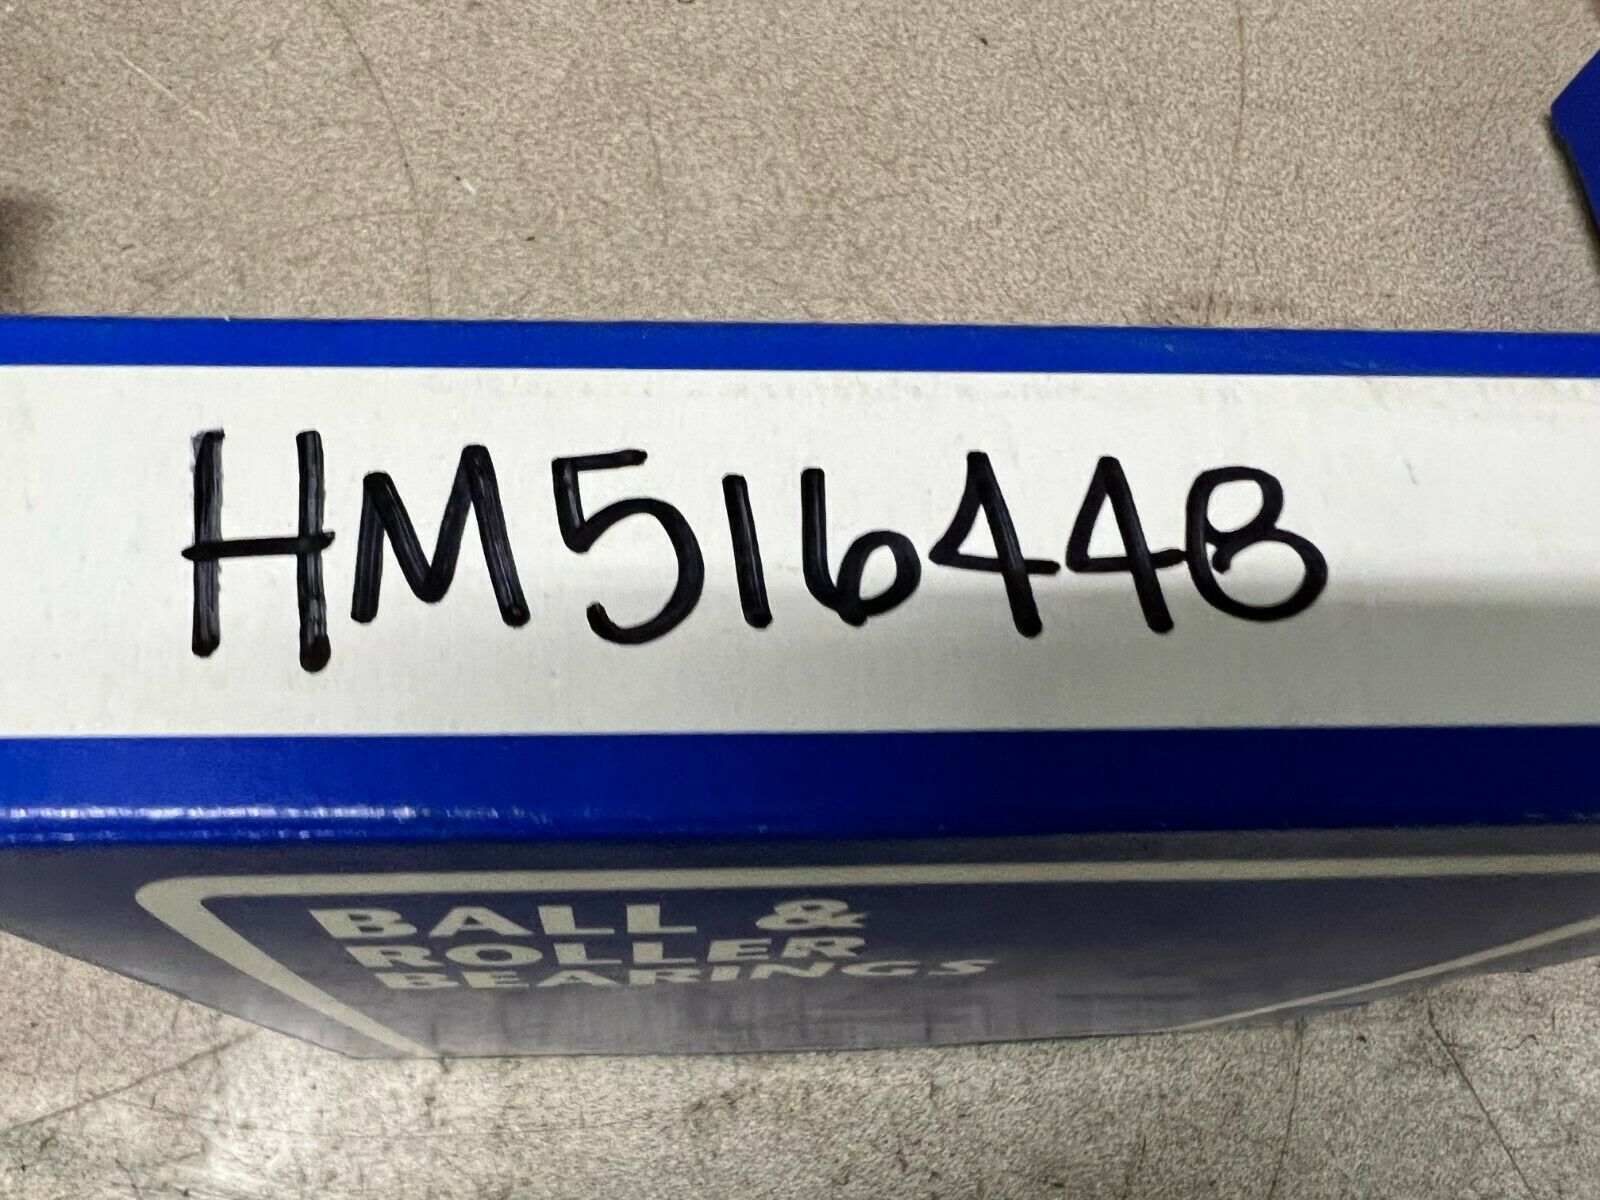 HM516448
BALL &
ROLLER
BEARINGS